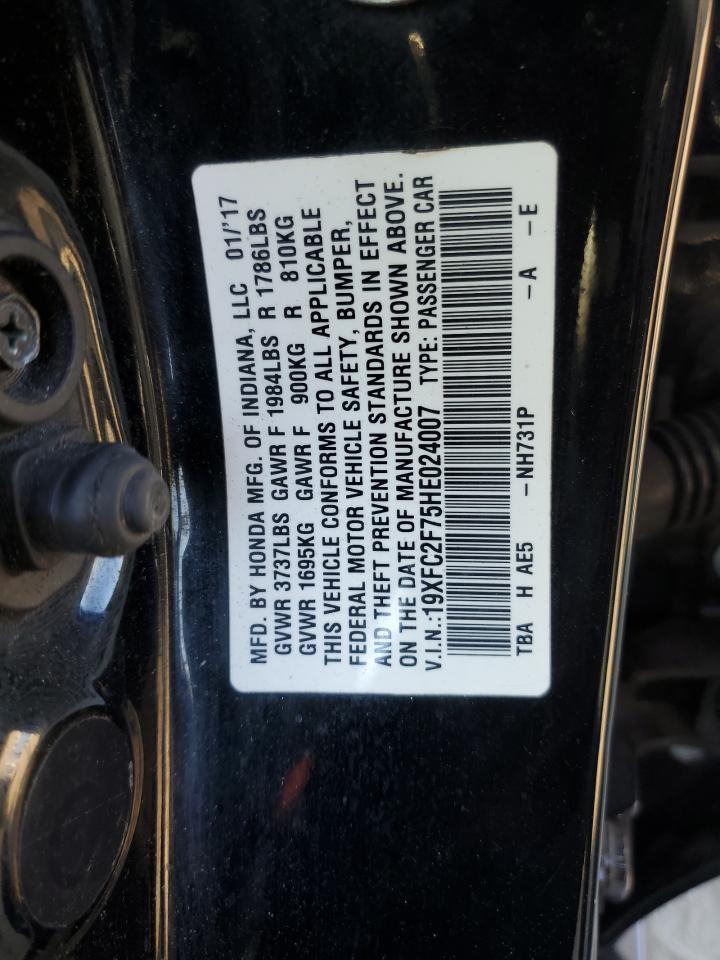 MFD. BY HONDA MFG. OF INDIANA, LLC 01/'17
GVWR 3737LBS GAWR F 1984LBS R 1786LBS
GVWR 1695KG GAWR F 900KG R 810KG
THIS VEHICLE CONFORMS TO ALL APPLICABLE
FEDERAL MOTOR VEHICLE SAFETY, BUMPER,
AND THEFT PREVENTION STANDARDS IN EFFECT
ON THE DATE OF MANUFACTURE SHOWN ABOVE.
V.I.N.:19XFC2F75HE024007 TYPE: PASSENGER CAR
TBA H AE5 -NH731P -A -E